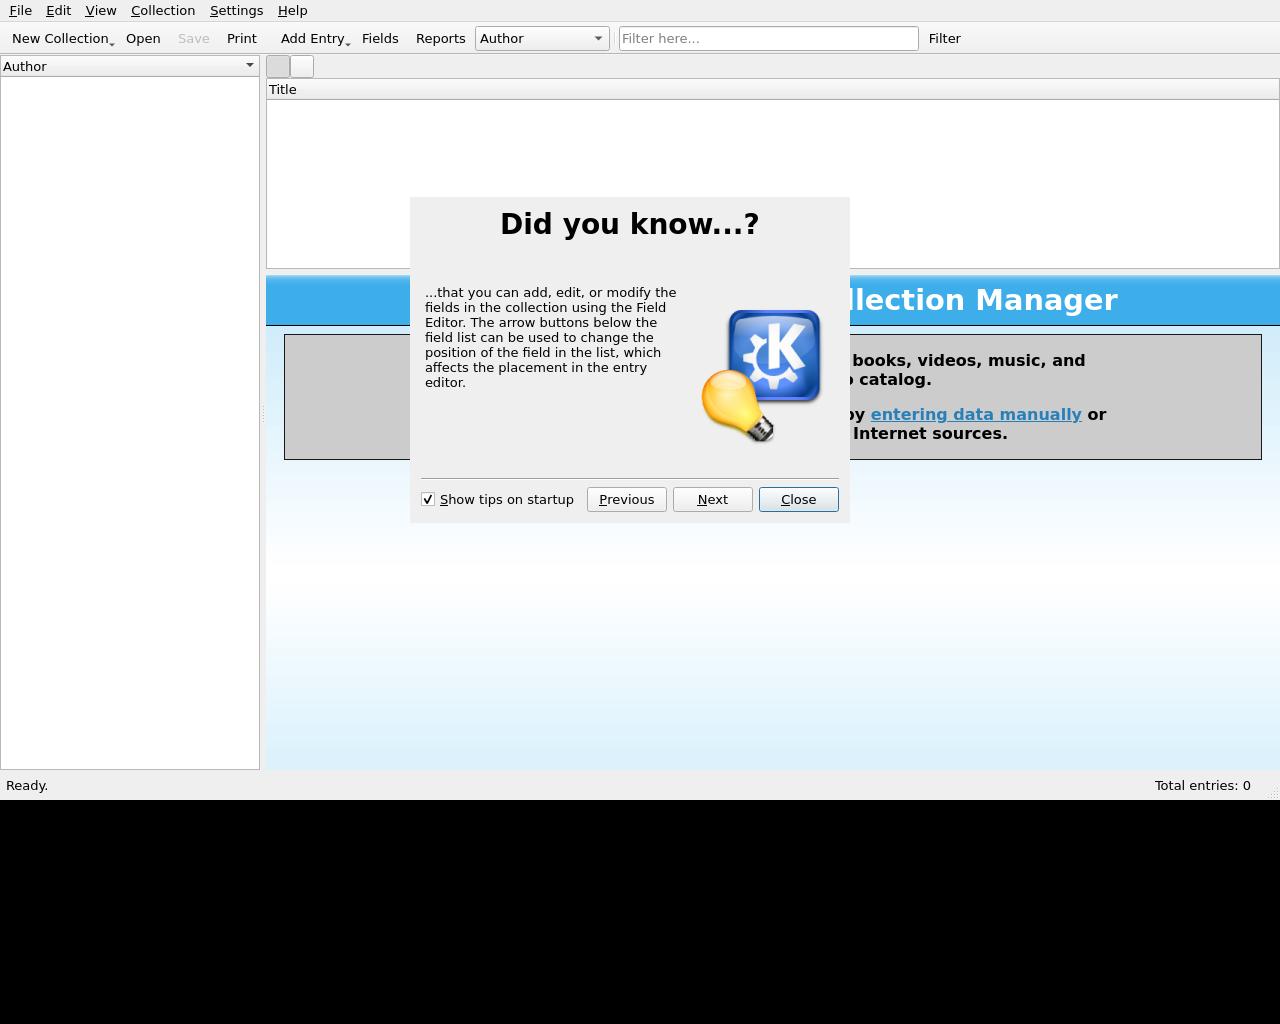 File Edit View Collection Settings Help
New Collection Open Save Print Add Entry Fields Reports Author Filter here... Filter
Author
Title
Did you know...?
...that you can add, edit, or modify the
fields in the collection using the Field
Editor. The arrow buttons below the
field list can be used to change the
position of the field in the list, which
affects the placement in the entry
editor.
Show tips on startup Previous Next Close
llection Manager
books, videos, music, and
catalog.
by entering data manually or
Internet sources.
Ready. Total entries: 0